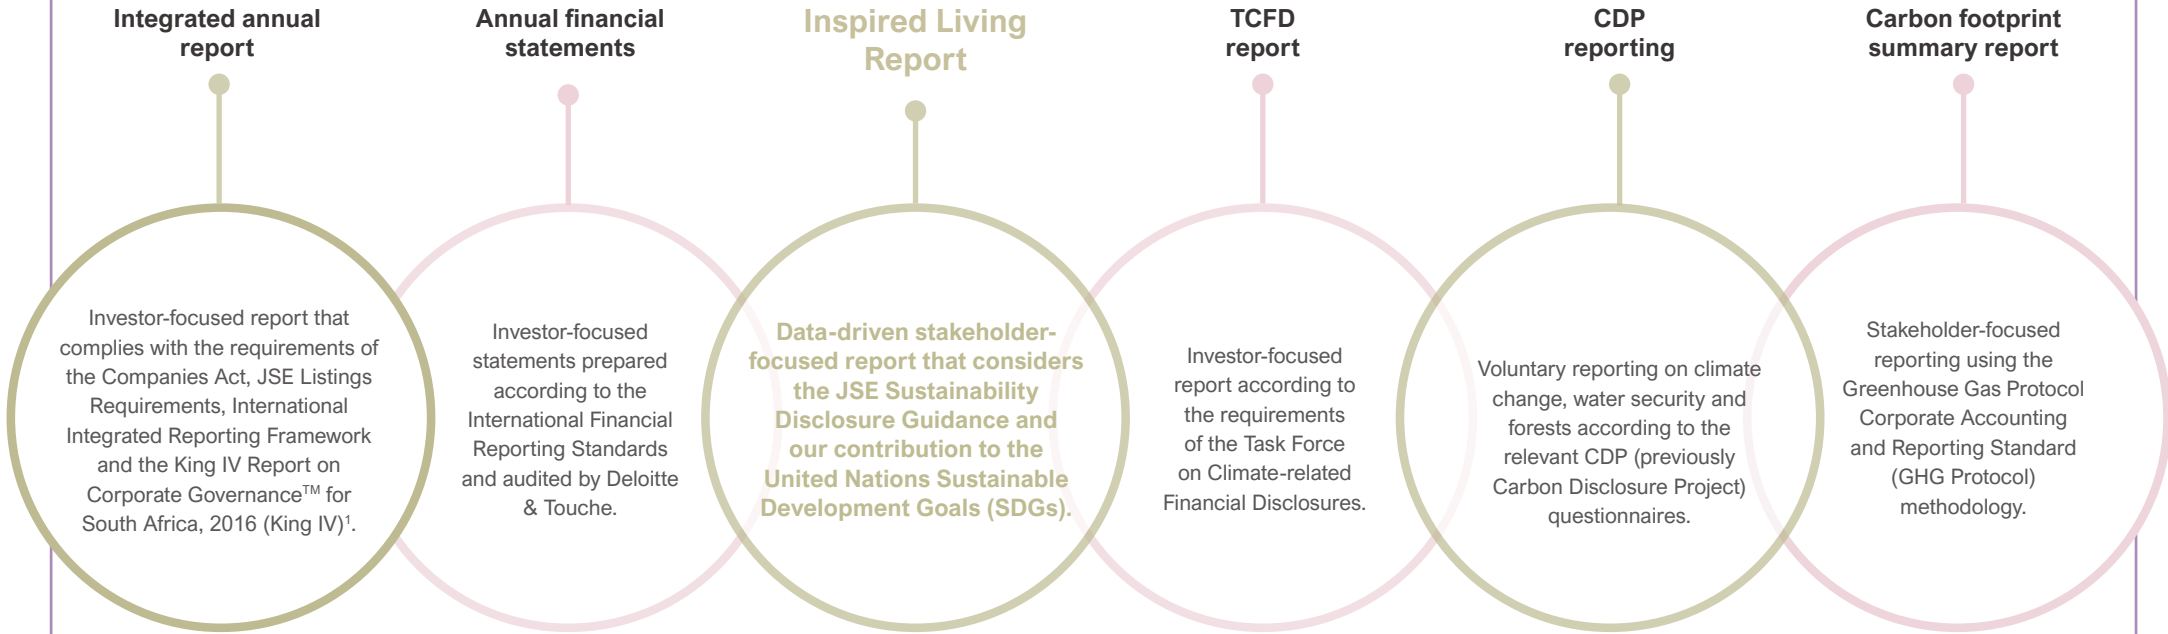 Integrated annual
report
Investor-focused report that
complies with the requirements of
the Companies Act, JSE Listings
Requirements, International
Integrated Reporting Framework
and the King IV Report on
Corporate Governance™ for
South Africa, 2016 (King IV)¹.
Annual financial
statements
Investor-focused
statements prepared
according to the
International Financial
Reporting Standards
and audited by Deloitte
& Touche.
Inspired Living
Report
Data-driven stakeholder-
focused report that considers
the JSE Sustainability
Disclosure Guidance and
our contribution to the
United Nations Sustainable
Development Goals (SDGs).
TCFD
report
Investor-focused
report according to
the requirements
of the Task Force
on Climate-related
Financial Disclosures.
CDP
reporting
Voluntary reporting on climate
change, water security and
forests according to the
relevant CDP (previously
Carbon Disclosure Project)
questionnaires.
Carbon footprint
summary report
Stakeholder-focused
reporting using the
Greenhouse Gas Protocol
Corporate Accounting
and Reporting Standard
(GHG Protocol)
methodology.